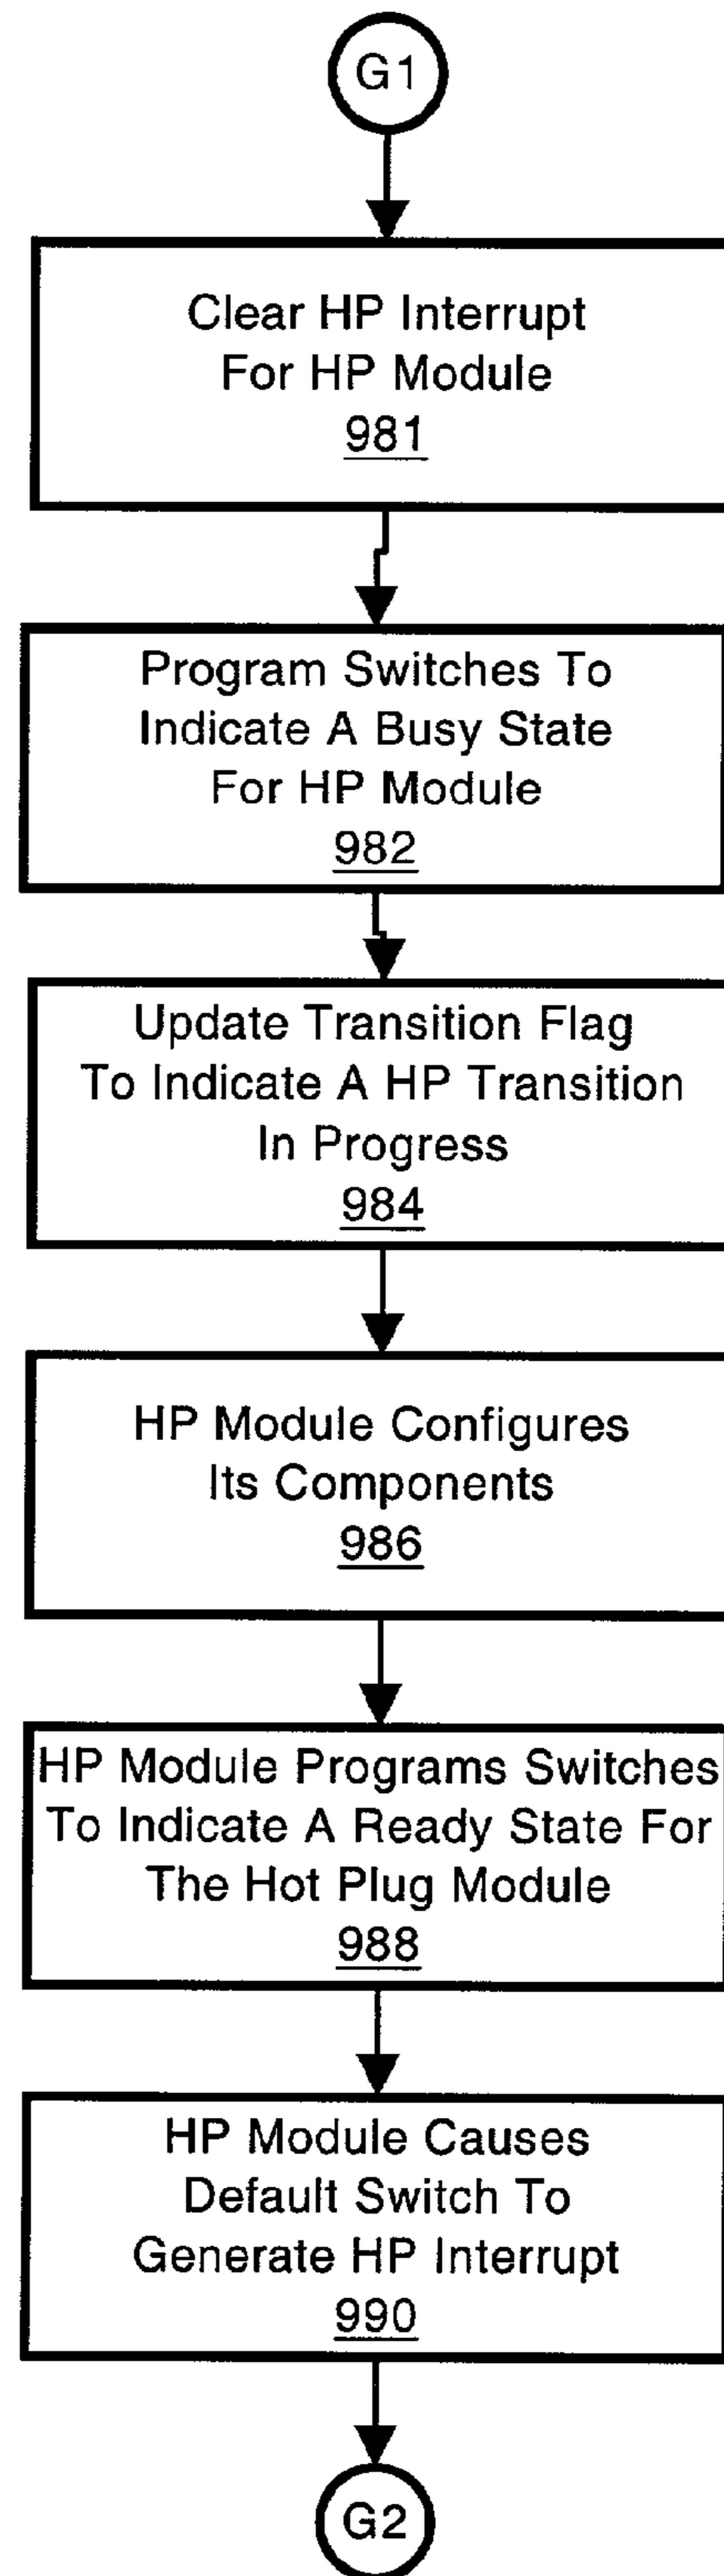 G1
Clear HP Interrupt
For HP Module
981
Program Switches To
Indicate A Busy State
For HP Module
982
Update Transition Flag
To Indicate A HP Transition
In Progress
984
HP Module Configures
Its Components
986
HP Module Programs Switches
To Indicate A Ready State For
The Hot Plug Module
988
HP Module Causes
Default Switch To
Generate HP Interrupt
990
G2